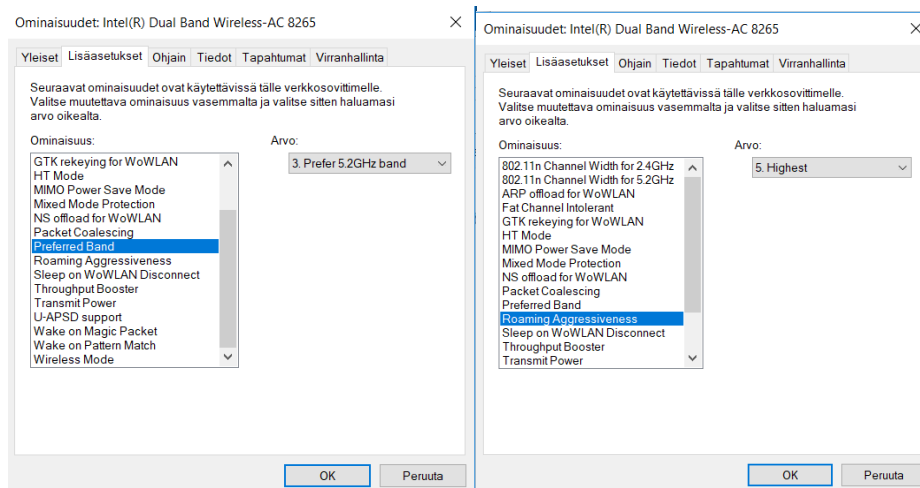 Ominaisuudet: Intel(R) Dual Band Wireless-AC 8265
Yleiset Lisäasetukset Ohjain Tiedot Tapahtumat Virranhallinta
Seuraavat ominaisuudet ovat käytettävissä tälle verkkosovittimelle.
Valitse muutettava ominaisuus vasemmalta ja valitse sitten haluamasi
arvo oikealta.
Ominaisuus:
GTK rekeying for WoWLAN
HT Mode
MIMO Power Save Mode
Mixed Mode Protection
NS offload for WoWLAN
Packet Coalescing
Preferred Band
Roaming Aggressiveness
Sleep on WoWLAN Disconnect
Throughput Booster
Transmit Power
U-APSD support
Wake on Magic Packet
Wake on Pattern Match
Wireless Mode
Arvo:
3. Prefer 5.2GHz band
OK Peruuta
Ominaisuudet: Intel(R) Dual Band Wireless-AC 8265
Yleiset Lisäasetukset Ohjain Tiedot Tapahtumat Virranhallinta
Seuraavat ominaisuudet ovat käytettävissä tälle verkkosovittimelle.
Valitse muutettava ominaisuus vasemmalta ja valitse sitten haluamasi
arvo oikealta.
Ominaisuus:
802.11n Channel Width for 2.4GHz
802.11n Channel Width for 5.2GHz
ARP offload for WoWLAN
Fat Channel Intolerant
GTK rekeying for WoWLAN
HT Mode
MIMO Power Save Mode
Mixed Mode Protection
NS offload for WoWLAN
Packet Coalescing
Preferred Band
Roaming Aggressiveness
Sleep on WoWLAN Disconnect
Throughput Booster
Transmit Power
Arvo:
5. Highest
OK Peruuta